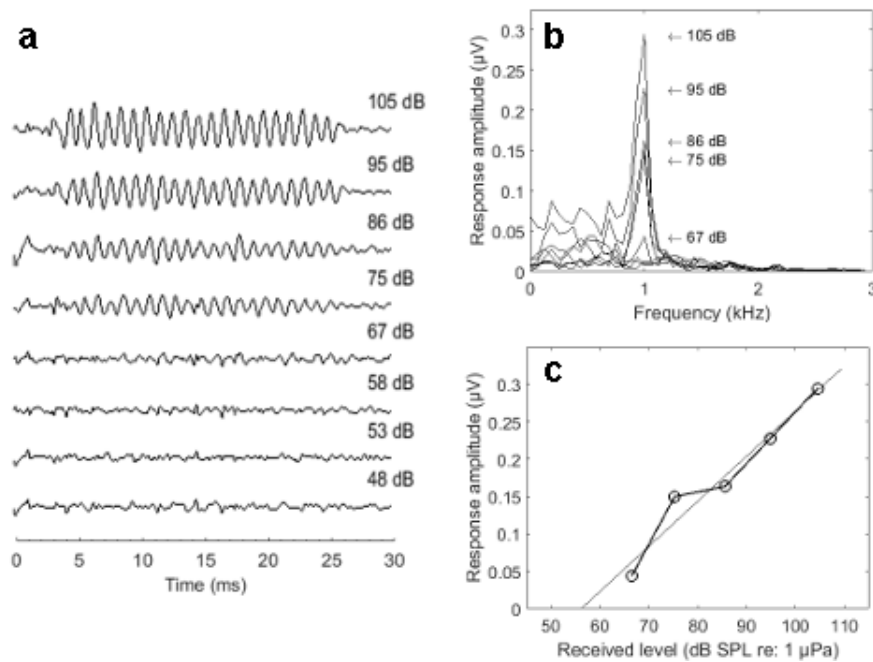 a
105 dB
95 dB
86 dB
75 dB
67 dB
58 dB
53 dB
48 dB
0 5 10 15 20 25 30
Time (ms)
b
Response amplitude (µV)
0.3
0.25
0.2
0.15
0.1
0.05
0
← 105 dB
← 95 dB
← 86 dB
← 75 dB
← 67 dB
0 1 2 3
Frequency (kHz)
c
Response amplitude (µV)
0.3
0.25
0.2
0.15
0.1
0.05
0
50 60 70 80 90 100 110
Received level (dB SPL re: 1 µPa)